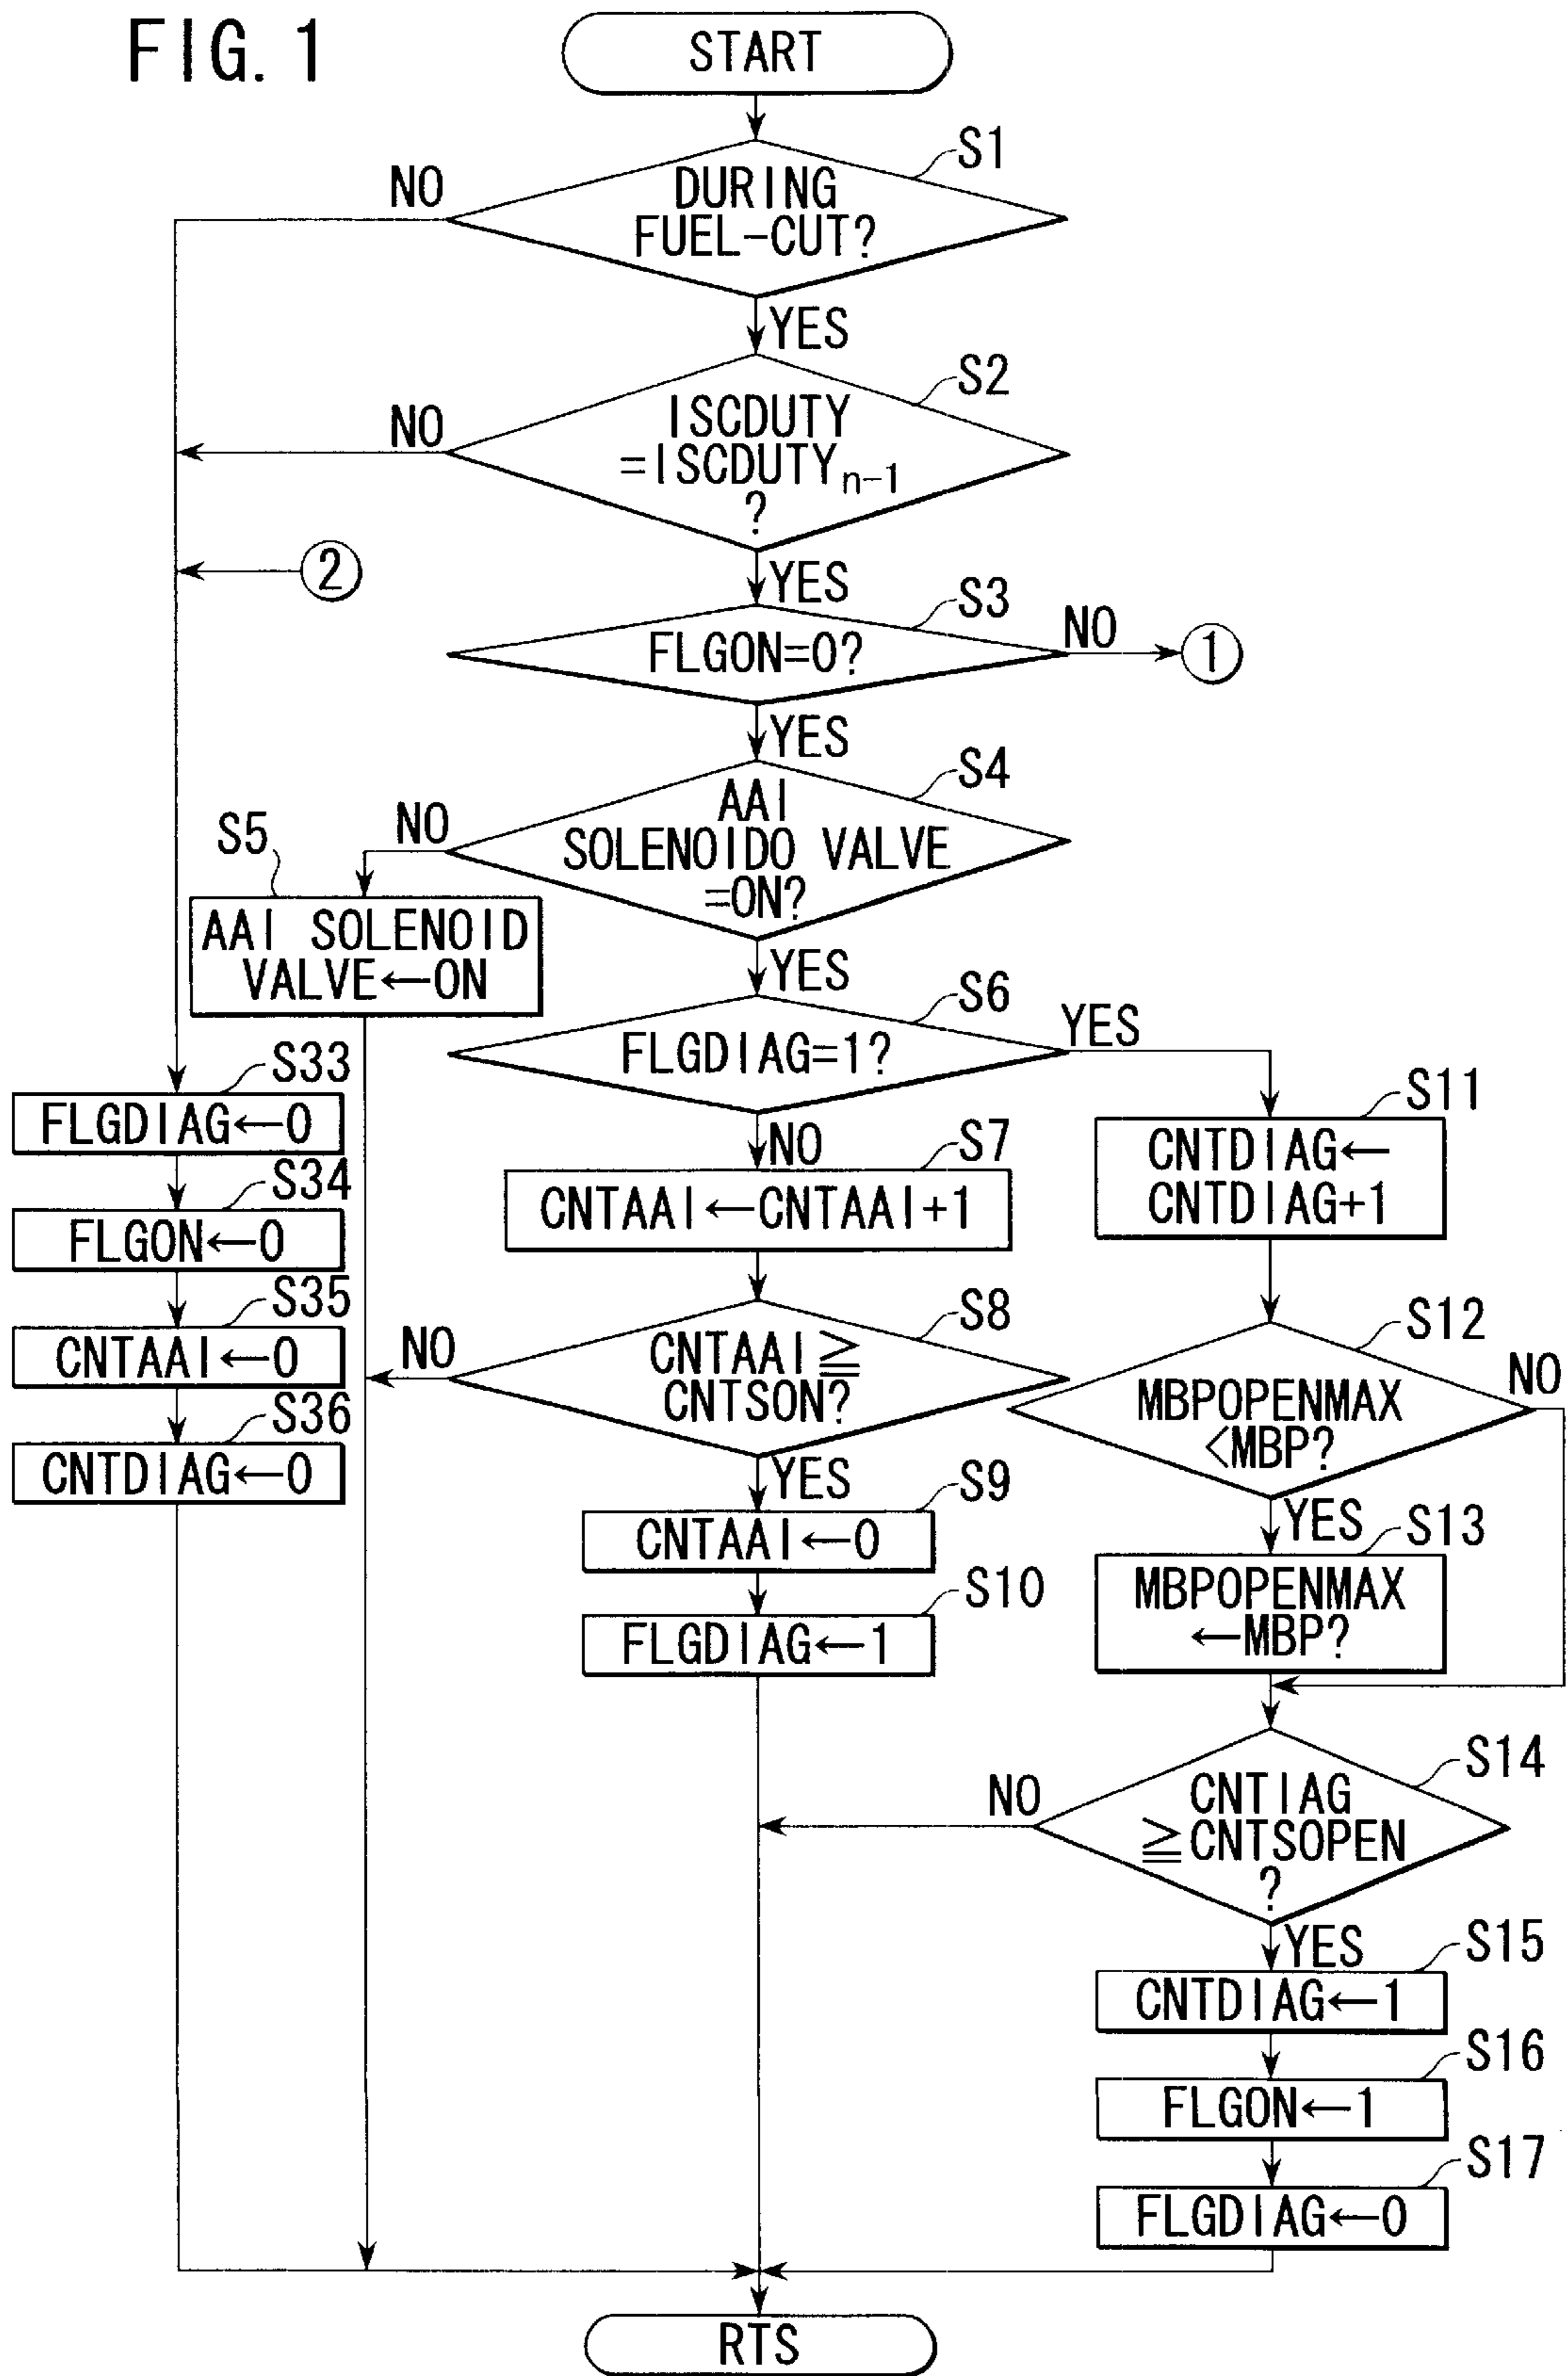 FIG. 1
START
S1
DURING
FUEL-CUT?
NO
YES
S2
ISCDUTY
=ISCDUTYn-1
?
NO
2
YES
S3
FLGON=0?
NO
1
YES
S4
AAI
SOLENOIDO VALVE
=ON?
NO
S5
AAI SOLENOID
VALVE←ON
YES
S6
FLGDIAG=1?
YES
S33
FLGDIAG←0
S34
FLGON←0
S35
CNTAAI←0
S36
CNTDIAG←0
NO
S7
CNTAAI←CNTAAI+1
S8
CNTAAI≧
CNTSON?
NO
YES
S9
CNTAAI←0
S10
FLGDIAG←1
S11
CNTDIAG←
CNTDIAG+1
S12
MBPOPENMAX
<MBP?
NO
YES
S13
MBPOPENMAX
←MBP?
S14
CNTIAG
≧CNTSOPEN
?
NO
YES
S15
CNTDIAG←1
S16
FLGON←1
S17
FLGDIAG←0
RTS